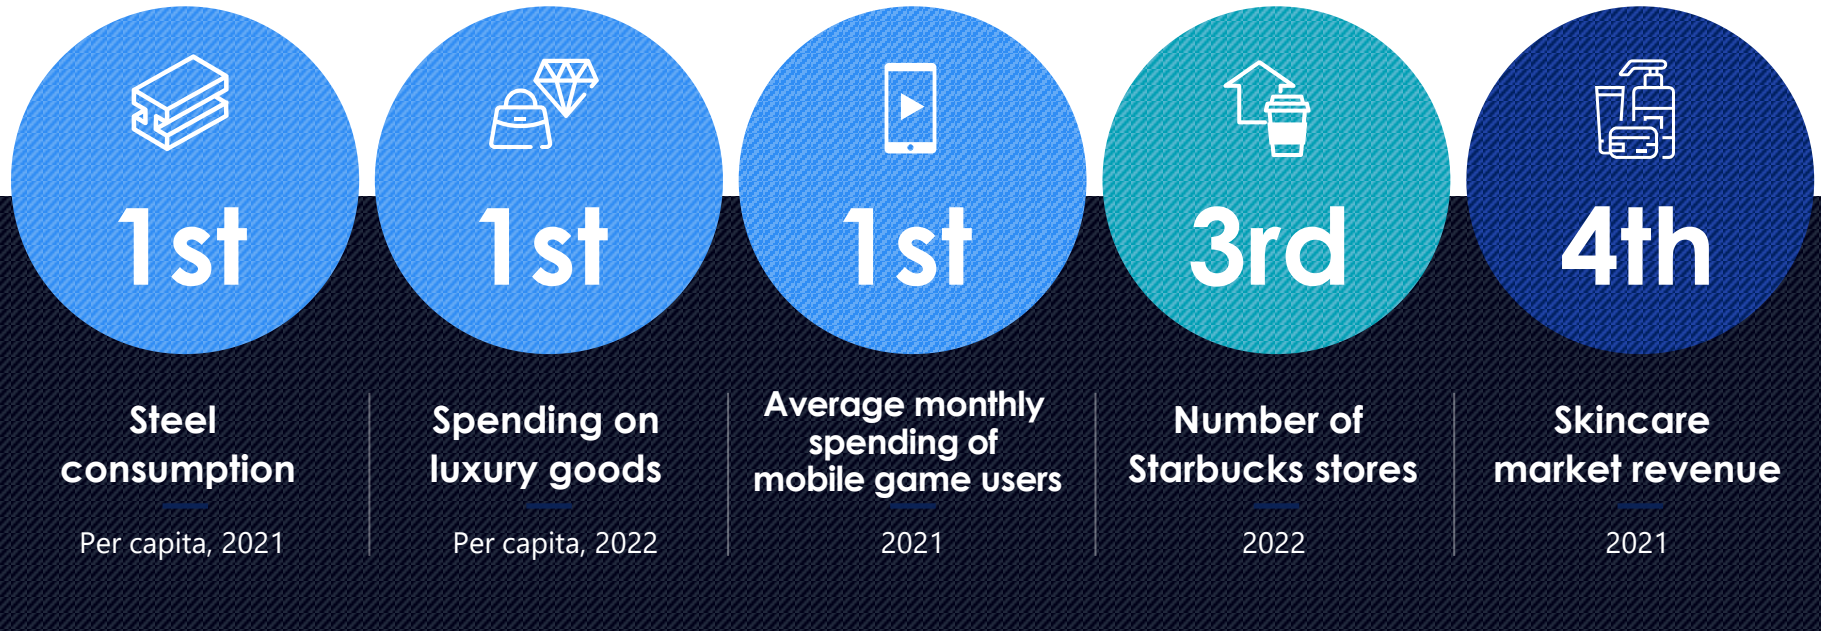 1st
Steel
consumption
Per capita, 2021
1st
Spending on
luxury goods
Per capita, 2022
1st
Average monthly
spending of
mobile game users
2021
3rd
Number of
Starbucks stores
2022
4th
Skincare
market revenue
2021